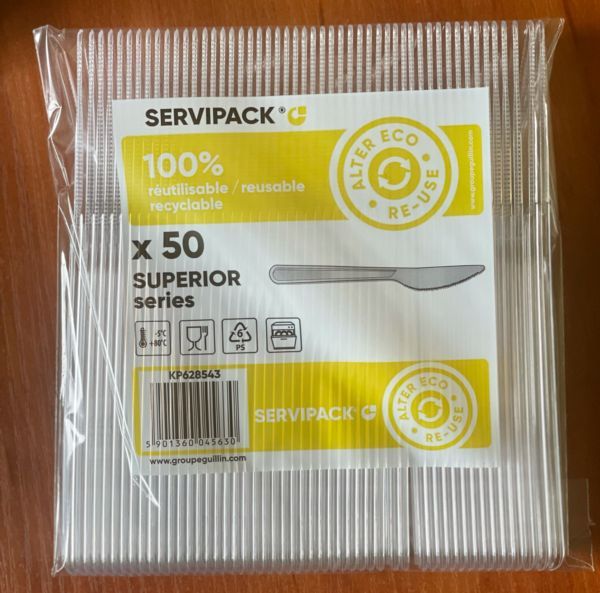 SERVIPACK®
100%
réutilisable / reusable
recyclable
ALTER ECO
RE-USE
www.groupeguillin.com
x 50
SUPERIOR
series
-5°C
+80°C
6
PS
KP628543
5 901360 045630
www.groupeguillin.com
SERVIPACK®
ALTER ECO
RE-USE